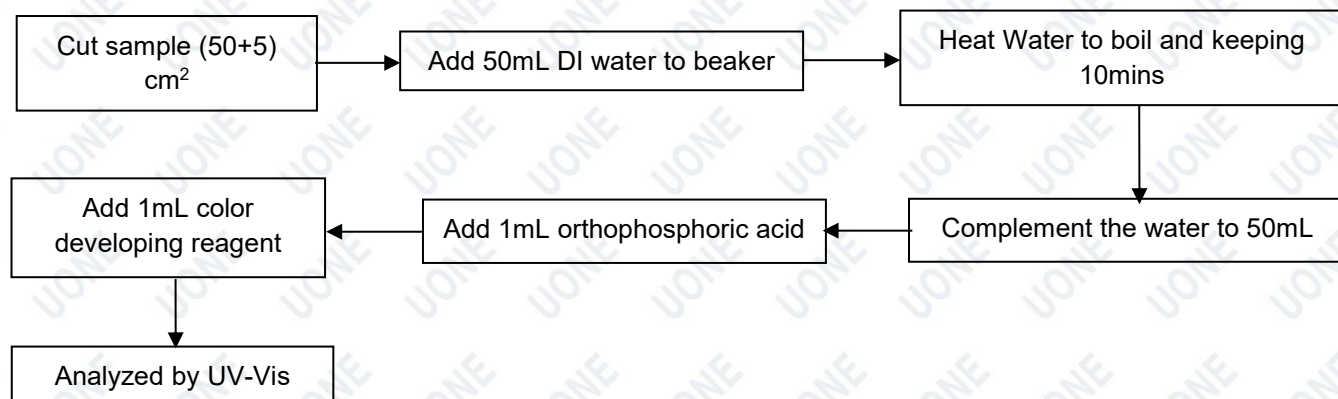 Cut sample (50+5)
cm²
Add 50mL DI water to beaker
Heat Water to boil and keeping
10mins
Complement the water to 50mL
Add 1mL orthophosphoric acid
Add 1mL color
developing reagent
Analyzed by UV-Vis
UONE